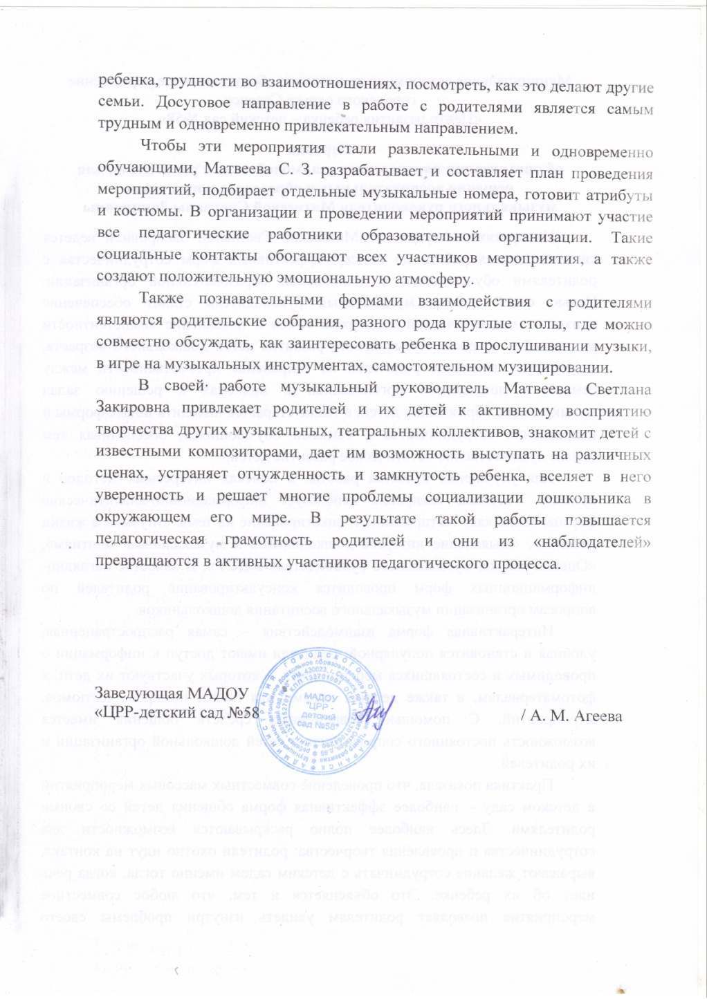 ребенка, трудности во взаимоотношениях, посмотреть, как это делают другие
семьи. Досуговое направление в работе с родителями является самым
трудным и одновременно привлекательным направлением.
Чтобы эти мероприятия стали развлекательными и одновременно
обучающими, Матвеева С. З. разрабатывает и составляет план проведения
мероприятий, подбирает отдельные музыкальные номера, готовит атрибуты
и костюмы. В организации и проведении мероприятий принимают участие
все педагогические работники образовательной организации. Такие
социальные контакты обогащают всех участников мероприятия, а также
создают положительную эмоциональную атмосферу.
Также познавательными формами взаимодействия с родителями
являются родительские собрания, разного рода круглые столы, где можно
совместно обсуждать, как заинтересовать ребенка в прослушивании музыки,
в игре на музыкальных инструментах, самостоятельном музицировании.
В своей работе музыкальный руководитель Матвеева Светлана
Закировна привлекает родителей и их детей к активному восприятию
творчества других музыкальных, театральных коллективов, знакомит детей с
известными композиторами, дает им возможность выступать на различных
сценах, устраняет отчужденность и замкнутость ребенка, вселяет в него
уверенность и решает многие проблемы социализации дошкольника в
окружающем его мире. В результате такой работы повышается
педагогическая грамотность родителей и они из «наблюдателей»
превращаются в активных участников педагогического процесса.
Заведующая МАДОУ
«ЦРР-детский сад №58
/ А. М. Агеева
МАДОУ
"ЦРР -
детский
сад №58"